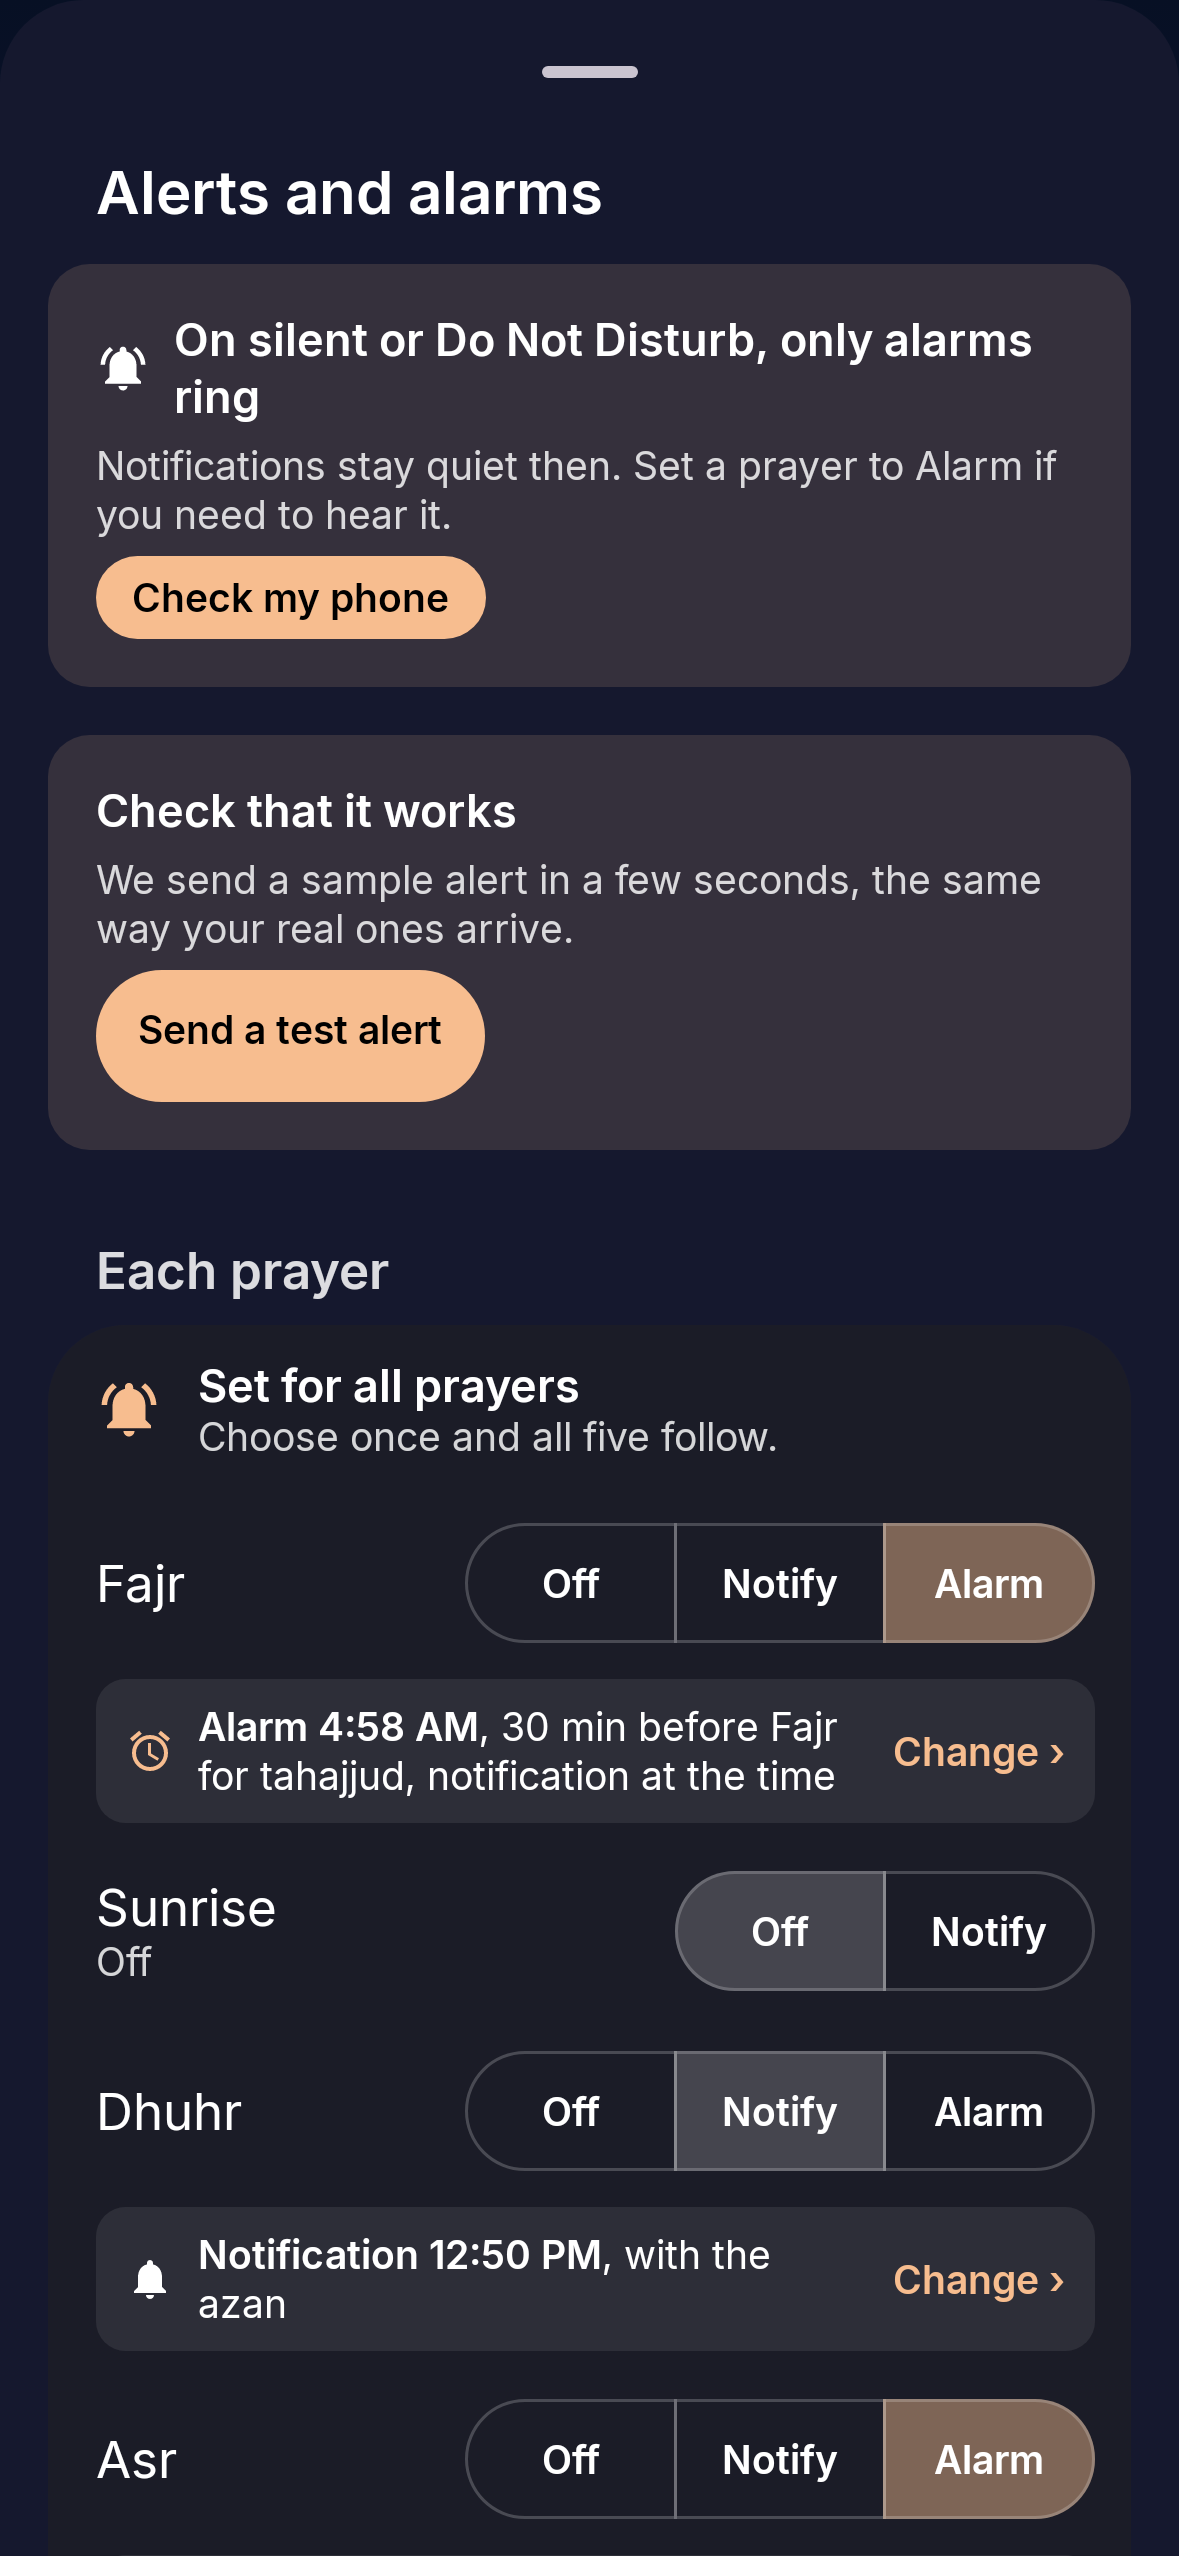 Alerts and alarms
On silent or Do Not Disturb, only alarms
ring
Notifications stay quiet then. Set a prayer to Alarm if
you need to hear it.
Check my phone
Check that it works
We send a sample alert in a few seconds, the same
way your real ones arrive.
Send a test alert
Each prayer
Set for all prayers
Choose once and all five follow.
Fajr Off Notify Alarm
Alarm 4:58 AM, 30 min before Fajr
for tahajjud, notification at the time
Change ›
Sunrise
Off
Off Notify
Dhuhr Off Notify Alarm
Notification 12:50 PM, with the
azan
Change ›
Asr Off Notify Alarm